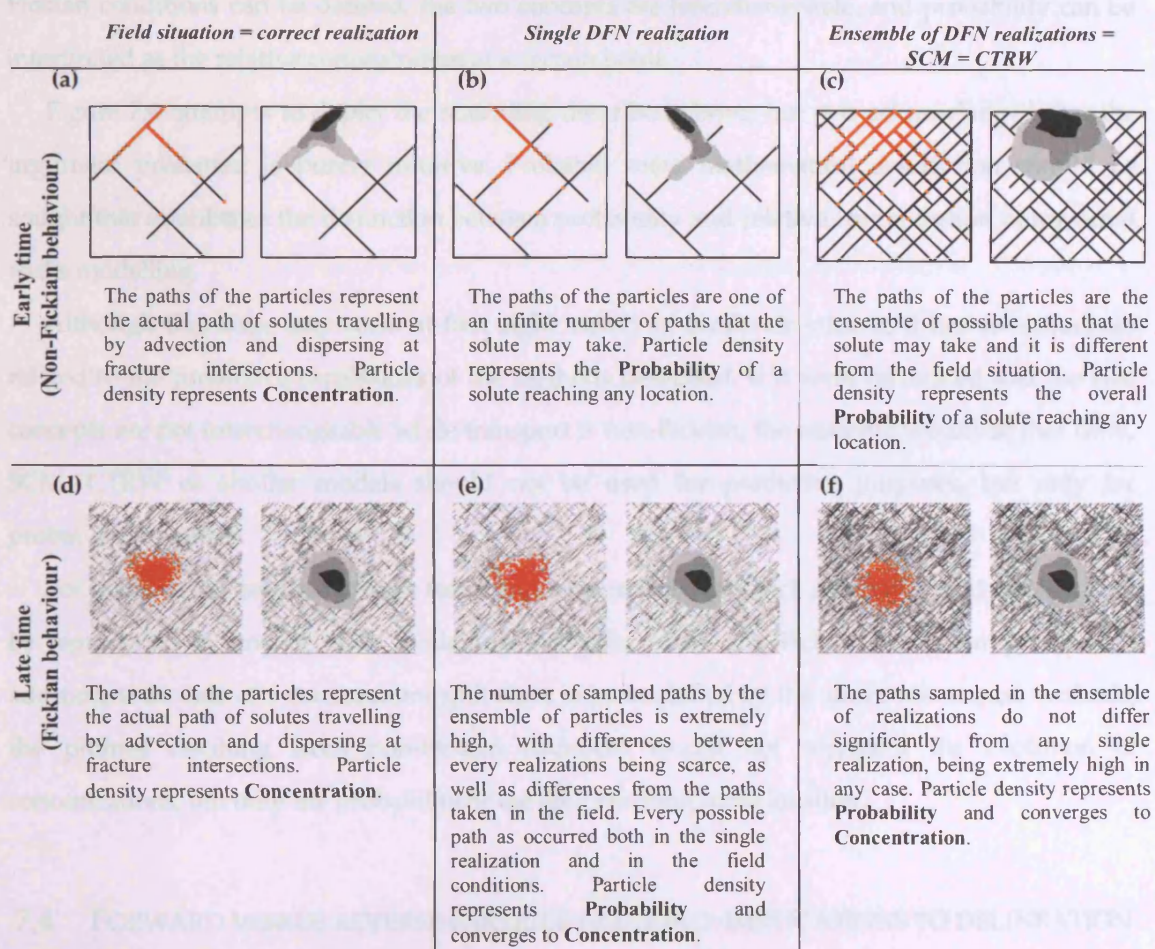 Field situation = correct realization
Single DFN realization
Ensemble of DFN realizations =
SCM = CTRW
Early time
(Non-Fickian behaviour)
(a)
(b)
(c)
The paths of the particles represent
the actual path of solutes travelling
by advection and dispersing at
fracture intersections. Particle
density represents Concentration.
The paths of the particles are one of
the infinite number of paths that the
solute may take. Particle density
represents the Probability of a
solute reaching any location.
The paths of the particles are the
ensemble of possible paths that the
solute may take and it is different
from the field situation. Particle
density represents the overall
Probability of a solute reaching any
location.
Late time
(Fickian behaviour)
(d)
(e)
(f)
The paths of the particles represent
the actual path of solutes travelling
by advection and dispersing at
fracture intersections. Particle
density represents Concentration.
The number of sampled paths by the
ensemble of particles is extremely
high, with differences between
every realizations being scarce, as
well as differences from the paths
taken in the field. Every possible
path as occurred both in the single
realization and in the field
conditions. Particle density
represents Probability and
converges to Concentration.
The paths sampled in the ensemble
of realizations do not differ
significantly from any single
realization, being extremely high in
any case. Particle density represents
Probability and converges to
Concentration.